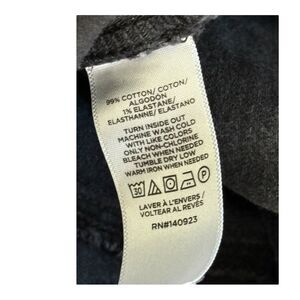 99% COTTON/ COTON/
ALGODÓN
1% ELASTANE/
ELASTHANNE/ ELASTANO
TURN INSIDE OUT
MACHINE WASH COLD
WITH LIKE COLORS
ONLY NON-CHLORINE
BLEACH WHEN NEEDED
TUMBLE DRY LOW
WARM IRON WHEN NEEDED
30 P
LAVER À L'ENVERS /
VOLTEAR AL REVÉS
RN#140923